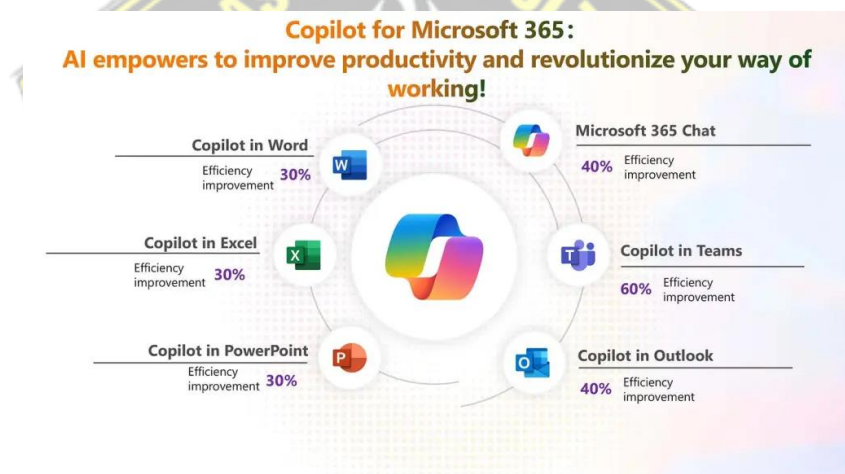 Copilot for Microsoft 365:
AI empowers to improve productivity and revolutionize your way of
working!
Copilot in Word
Efficiency
improvement 30%
Microsoft 365 Chat
40% Efficiency
improvement
Copilot in Excel
Efficiency
improvement 30%
Copilot in Teams
60% Efficiency
improvement
Copilot in PowerPoint
Efficiency
improvement 30%
Copilot in Outlook
40% Efficiency
improvement
W
X
P
T
O